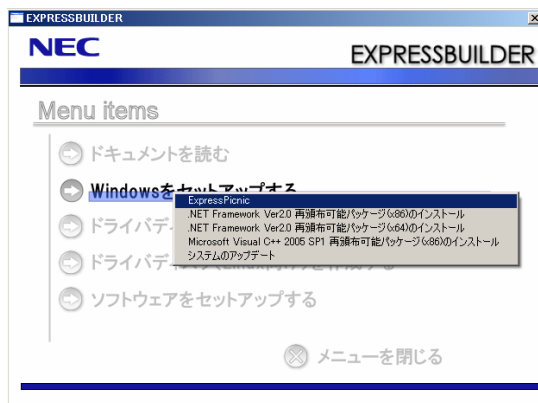 EXPRESSBUILDER
NEC
EXPRESSBUILDER
Menu items
ドキュメントを読む
Windowsをセットアップする
ExpressPicnic
.NET Framework Ver2.0 再頒布可能パッケージ(x86)のインストール
.NET Framework Ver2.0 再頒布可能パッケージ(x64)のインストール
Microsoft Visual C++ 2005 SP1 再頒布可能パッケージ(x86)のインストール
システムのアップデート
ドライバデ
ドライバデ
ソフトウェアをセットアップする
メニューを閉じる